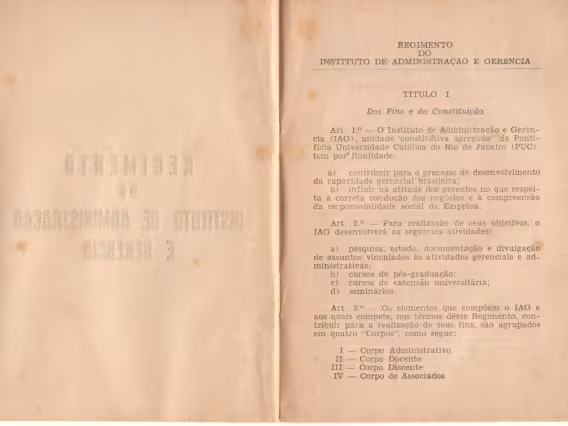 REGIMENTO
DO
INSTITUTO DE ADMINISTRAÇÃO E GERÊNCIA
REGIMENTO
DO
INSTITUTO DE ADMINISTRAÇÃO E GERÊNCIA
TÍTULO I
Dos Fins e da Constituição
Art. 1.º — O Instituto de Administração e Gerên-
cia (IAG), unidade "constitutiva agregada" da Ponti-
fícia Universidade Católica do Rio de Janeiro (PUC).
tem por finalidade:
a) contribuir para o processo de desenvolvimento
da capacidade gerencial brasileira;
b) influir na atitude dos gerentes no que respei-
ta à correta condução dos negócios e à compreensão
da responsabilidade social da Emprêsa.
Art. 2.º — Para realização de seus objetivos, o
IAG desenvolverá as seguintes atividades:
a) pesquisa, estudo, documentação e divulgação
de assuntos vinculados às atividades gerenciais e ad-
ministrativas;
b) cursos de pós-graduação;
c) cursos de extensão universitária;
d) seminários.
Art. 3.º — Os elementos que compõem o IAG e
aos quais compete, nos têrmos dêste Regimento, con-
tribuir para a realização de seus fins, são agrupados
em quatro "Corpos", como segue:
I — Corpo Administrativo
II — Corpo Docente
III — Corpo Discente
IV — Corpo de Associados